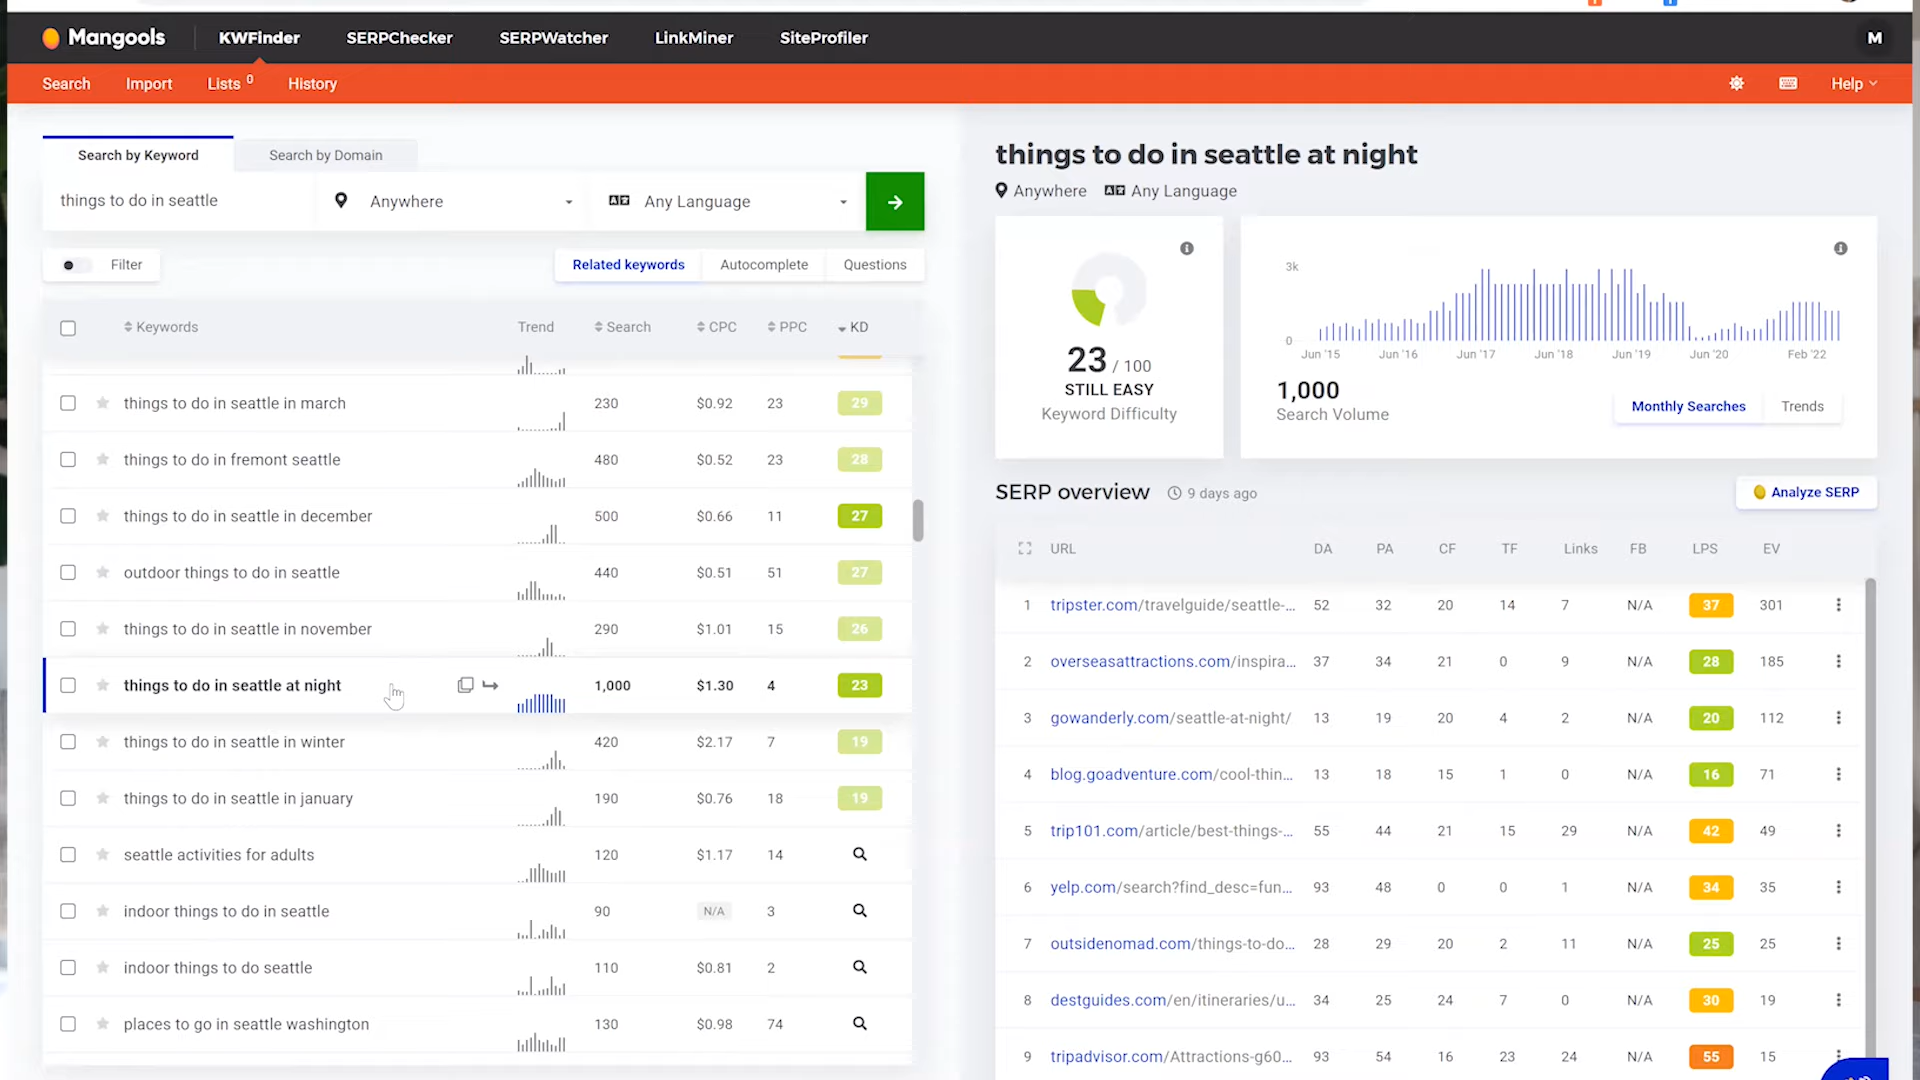 Mangools
KWFinder
SERPChecker
SERPWatcher
LinkMiner
SiteProfiler
M
Search
Import
Lists 0
History
Help
Search by Keyword
Search by Domain
things to do in seattle
Anywhere
Any Language
Filter
Related keywords
Autocomplete
Questions
Keywords Trend Search CPC PPC KD
things to do in seattle in march 230 $0.92 23 29
things to do in fremont seattle 480 $0.52 23 28
things to do in seattle in december 500 $0.66 11 27
outdoor things to do in seattle 440 $0.51 51 27
things to do in seattle in november 290 $1.01 15 26
things to do in seattle at night 1,000 $1.30 4 23
things to do in seattle in winter 420 $2.17 7 19
things to do in seattle in january 190 $0.76 18 19
seattle activities for adults 120 $1.17 14
indoor things to do in seattle 90 N/A 3
indoor things to do seattle 110 $0.81 2
places to go in seattle washington 130 $0.98 74
things to do in seattle at night
Anywhere Any Language
23 / 100
STILL EASY
Keyword Difficulty
3k
0
Jun '15 Jun '16 Jun '17 Jun '18 Jun '19 Jun '20 Feb '22
1,000
Search Volume
Monthly Searches
Trends
SERP overview 9 days ago
Analyze SERP
URL DA PA CF TF Links FB LPS EV
1 tripster.com/travelguide/seattle-... 52 32 20 14 7 N/A 37 301
2 overseasattractions.com/inspira... 37 34 21 0 9 N/A 28 185
3 gowanderly.com/seattle-at-night/ 13 19 20 4 2 N/A 20 112
4 blog.goadventure.com/cool-thin... 13 18 15 1 0 N/A 16 71
5 trip101.com/article/best-things-... 55 44 21 15 29 N/A 42 49
6 yelp.com/search?find_desc=fun... 93 48 0 0 1 N/A 34 35
7 outsidenomad.com/things-to-do... 28 29 20 2 11 N/A 25 25
8 destguides.com/en/itineraries/u... 34 25 24 7 0 N/A 30 19
9 tripadvisor.com/Attractions-g60... 93 54 16 23 24 N/A 55 15